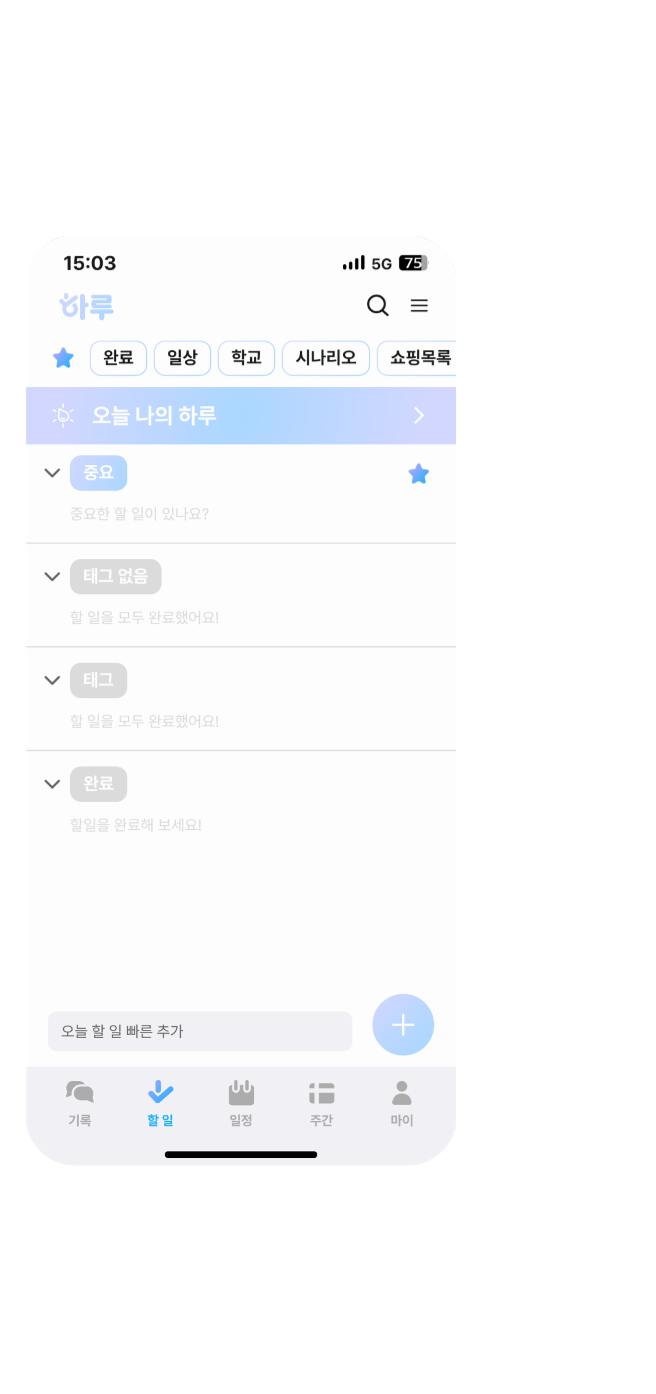 15:03 5G 75
하루
완료 일상 학교 시나리오 쇼핑목록
오늘 나의 하루
중요
중요한 할 일이 있나요?
태그 없음
할 일을 모두 완료했어요!
태그
할 일을 모두 완료했어요!
완료
할일을 완료해 보세요!
오늘 할 일 빠른 추가
기록 할 일 일정 주간 마이